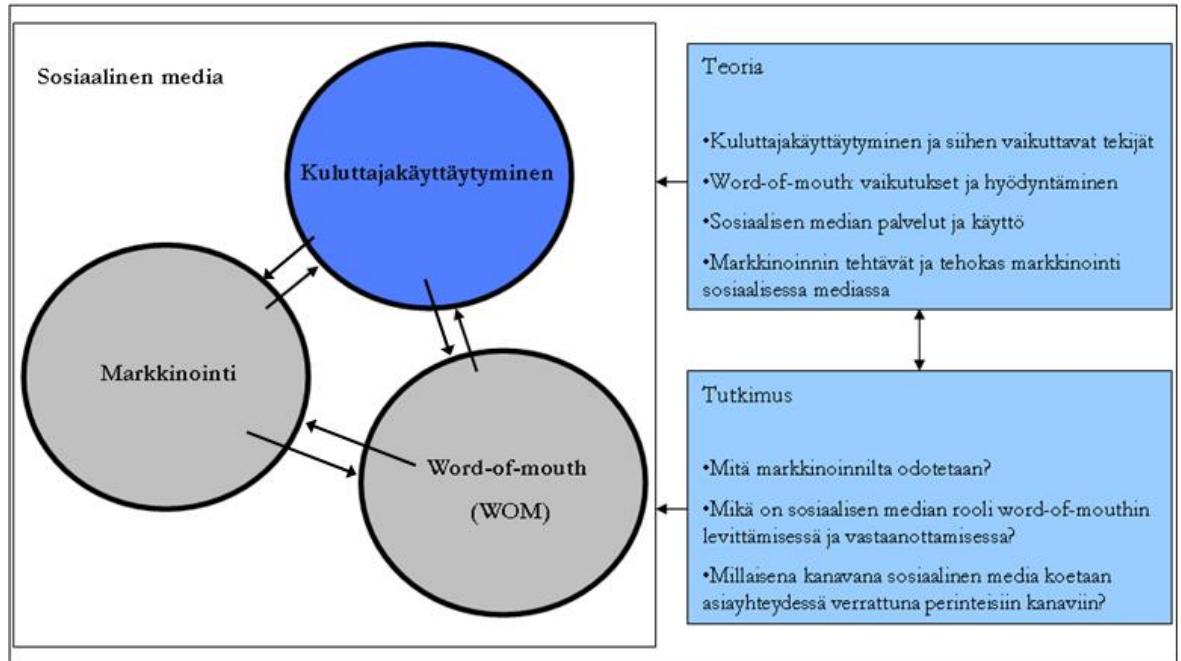 Sosiaalinen media
Kuluttajakäyttäytyminen
Markkinointi
Word-of-mouth
(WOM)
Teoria
•Kuluttajakäyttäytyminen ja siihen vaikuttavat tekijät
•Word-of-mouth: vaikutukset ja hyödyntäminen
•Sosiaalisen median palvelut ja käyttö
•Markkinoinnin tehtävät ja tehokas markkinointi
sosiaalisessa mediassa
Tutkimus
•Mitä markkinoinnilta odotetaan?
•Mikä on sosiaalisen median rooli word-of-mouthin
levittämisessä ja vastaanottamisessa?
•Millaisena kanavana sosiaalinen media koetaan
asiayhteydessä verrattuna perinteisiin kanaviin?